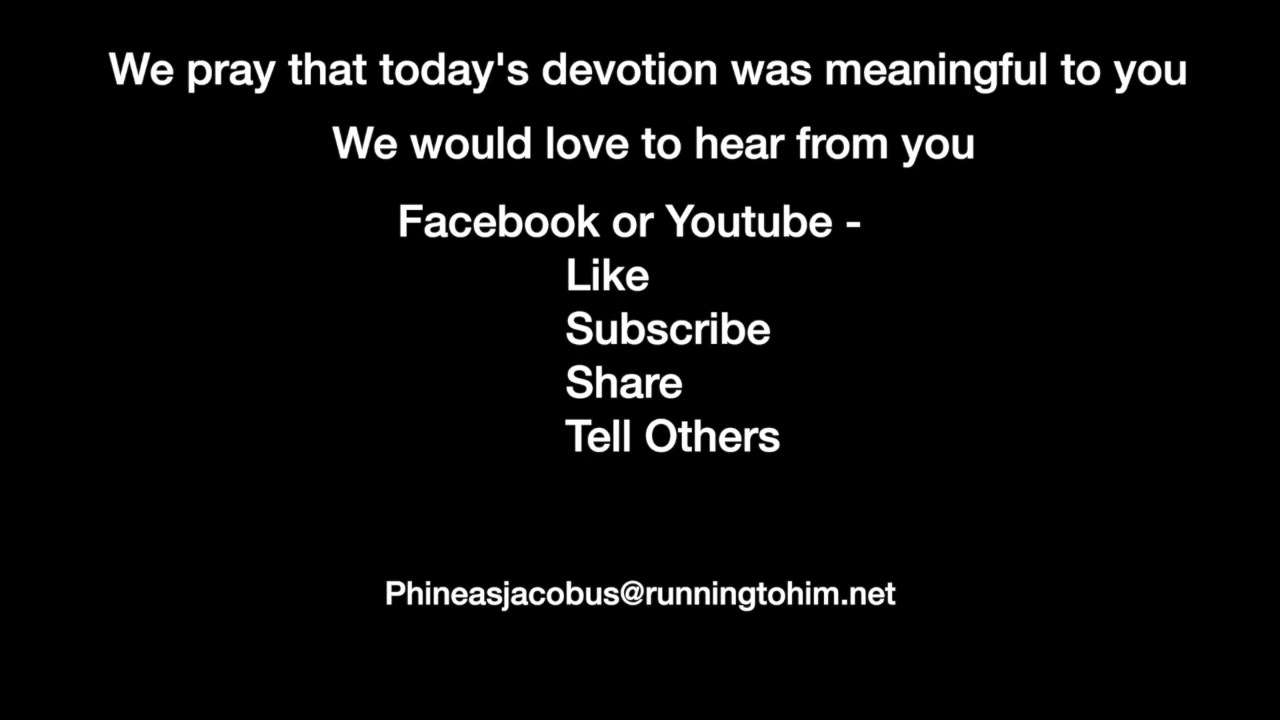 We pray that today's devotion was meaningful to you
We would love to hear from you
Facebook or Youtube -
Like
Subscribe
Share
Tell Others
Phineasjacobus@runningtohim.net